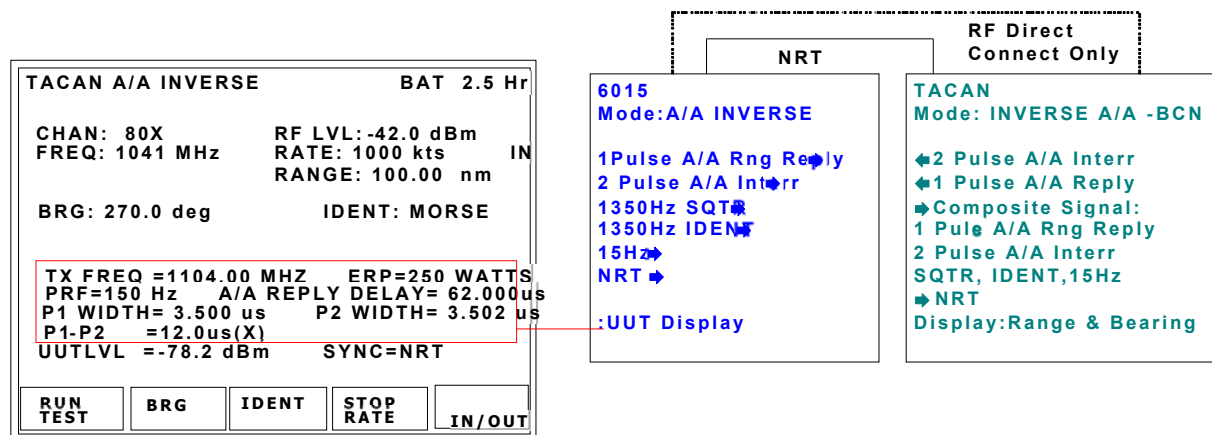 RF Direct
Connect Only
NRT
TACAN A/A INVERSE BAT 2.5 Hr
CHAN: 80X RF LVL:-42.0 dBm
FREQ: 1041 MHz RATE: 1000 kts IN
RANGE: 100.00 nm
BRG: 270.0 deg IDENT: MORSE
TX FREQ =1104.00 MHZ ERP=250 WATTS
PRF=150 Hz A/A REPLY DELAY= 62.000us
P1 WIDTH= 3.500 us P2 WIDTH= 3.502 us
P1-P2 =12.0us(X)
UUTLVL =-78.2 dBm SYNC=NRT
RUN TEST
BRG
IDENT
STOP RATE
IN/OUT
6015
Mode:A/A INVERSE
1Pulse A/A Rng Reply
2 Pulse A/A Interr
1350Hz SQTR
1350Hz IDENT
15Hz
NRT
:UUT Display
TACAN
Mode: INVERSE A/A -BCN
2 Pulse A/A Interr
1 Pulse A/A Reply
Composite Signal:
1 Puls A/A Rng Reply
2 Pulse A/A Interr
SQTR, IDENT,15Hz
NRT
Display:Range & Bearing